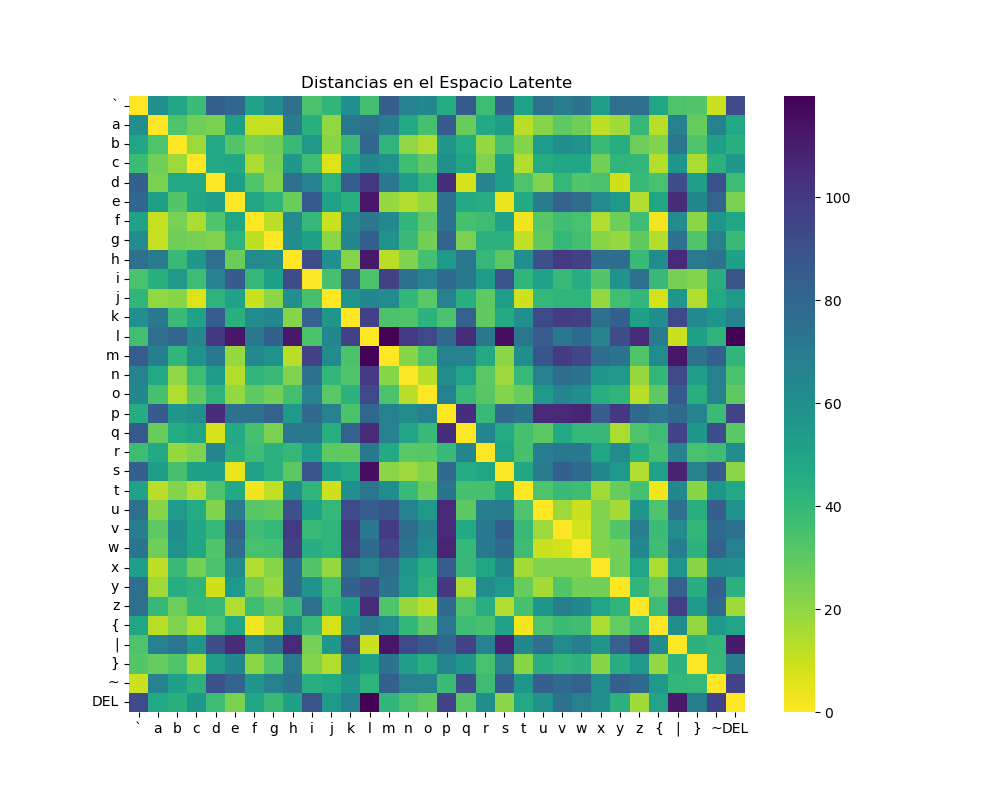 Distancias en el Espacio Latente
`
a
b
c
d
e
f
g
h
i
j
k
l
m
n
o
p
q
r
s
t
u
v
w
x
y
z
{
|
}
~
DEL
` a b c d e f g h i j k l m n o p q r s t u v w x y z { | } ~ DEL
100
80
60
40
20
0